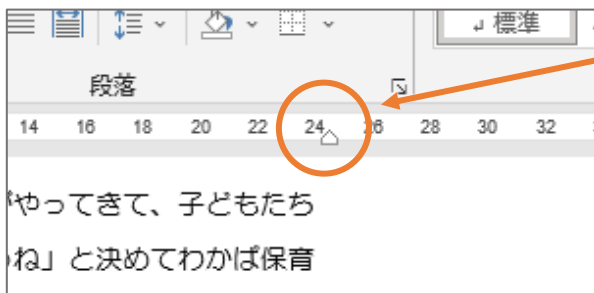 標準
段落
14 16 18 20 22 24 26 28 30 32
やってきて、子どもたち
ね」と決めてわかば保育